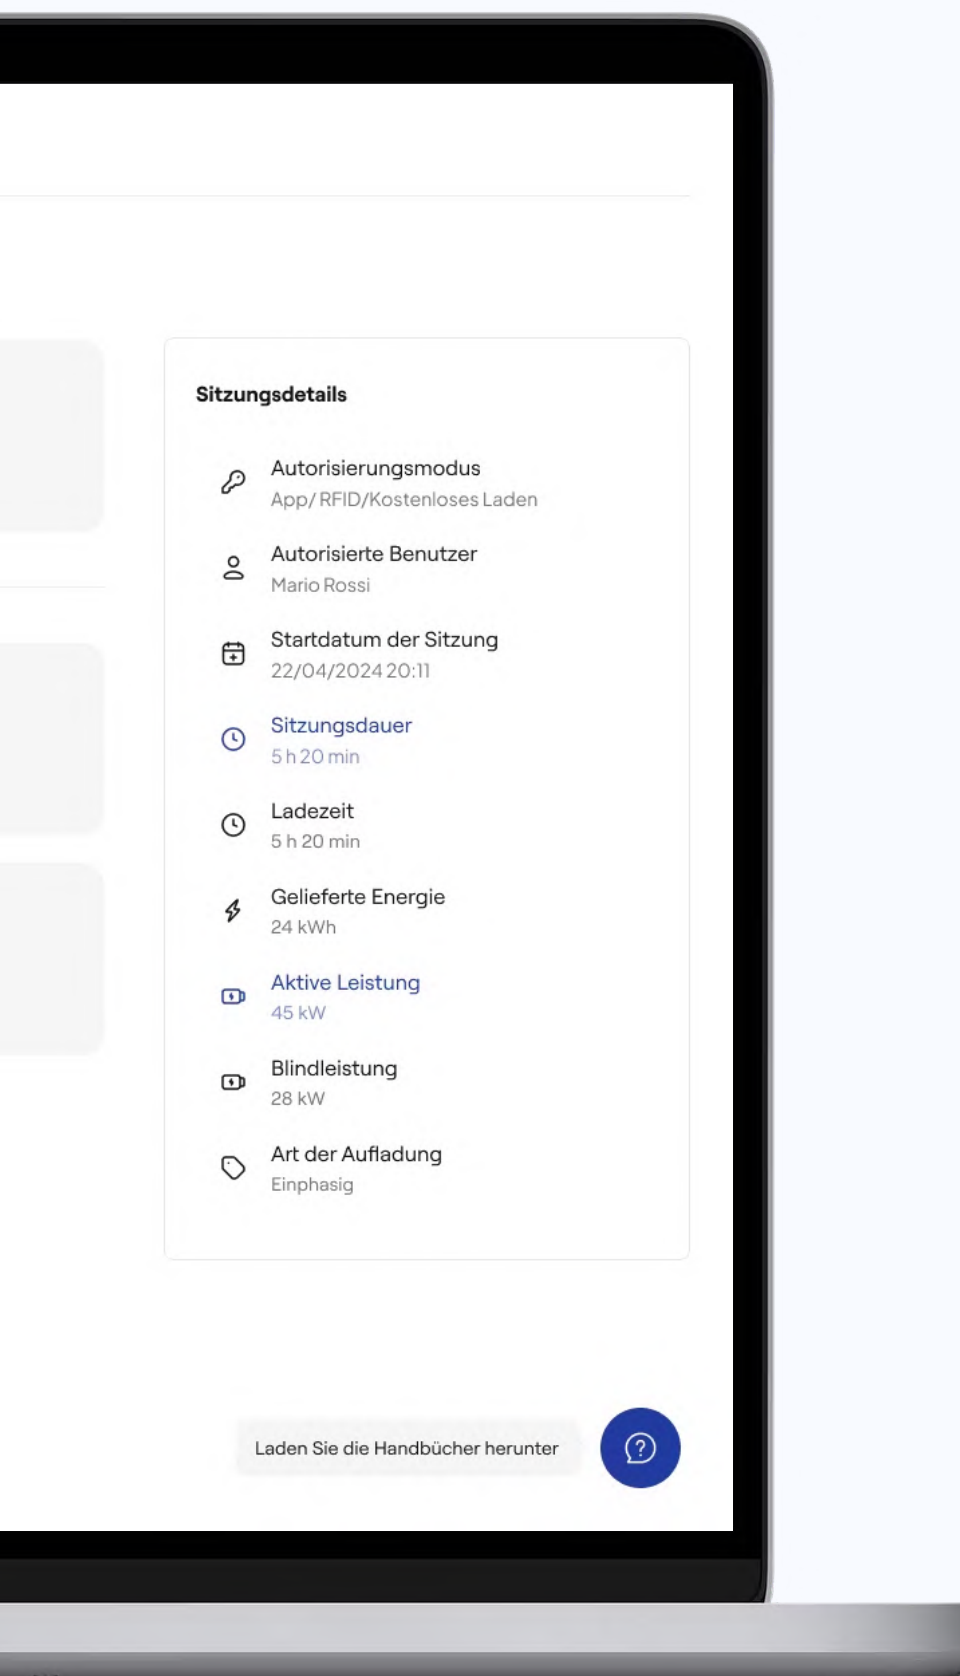 Sitzungsdetails
Autorisierungsmodus
App/ RFID/Kostenloses Laden
Autorisierte Benutzer
Mario Rossi
Startdatum der Sitzung
22/04/2024 20:11
Sitzungsdauer
5 h 20 min
Ladezeit
5 h 20 min
Gelieferte Energie
24 kWh
Aktive Leistung
45 kW
Blindleistung
28 kW
Art der Aufladung
Einphasig
Laden Sie die Handbücher herunter